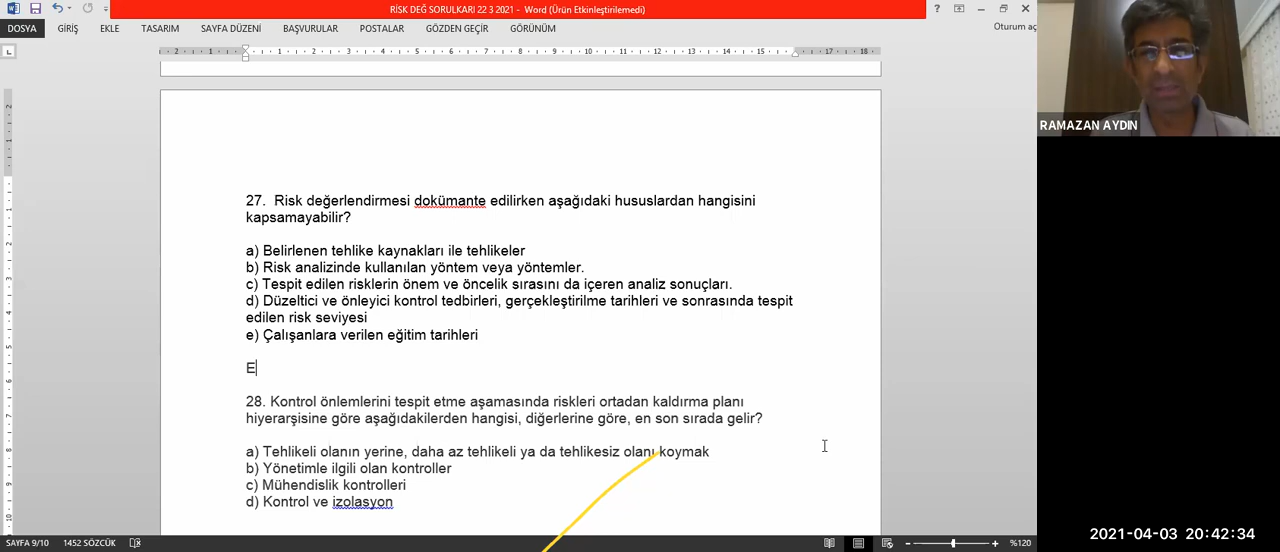 RİSK DEĞ SORULKARI 22 3 2021 - Word (Ürün Etkinleştirilemedi)
DOSYA GİRİŞ EKLE TASARIM SAYFA DÜZENİ BAŞVURULAR POSTALAR GÖZDEN GEÇİR GÖRÜNÜM Oturum aç
RAMAZAN AYDIN
27. Risk değerlendirmesi dokümante edilirken aşağıdaki hususlardan hangisini
kapsamayabilir?
a) Belirlenen tehlike kaynakları ile tehlikeler
b) Risk analizinde kullanılan yöntem veya yöntemler.
c) Tespit edilen risklerin önem ve öncelik sırasını da içeren analiz sonuçları.
d) Düzeltici ve önleyici kontrol tedbirleri, gerçekleştirilme tarihleri ve sonrasında tespit
edilen risk seviyesi
e) Çalışanlara verilen eğitim tarihleri
E
28. Kontrol önlemlerini tespit etme aşamasında riskleri ortadan kaldırma planı
hiyerarşisine göre aşağıdakilerden hangisi, diğerlerine göre, en son sırada gelir?
a) Tehlikeli olanın yerine, daha az tehlikeli ya da tehlikesiz olanı koymak
b) Yönetimle ilgili olan kontroller
c) Mühendislik kontrolleri
d) Kontrol ve izolasyon
SAYFA 9/10 1452 SÖZCÜK %120
2021-04-03 20:42:34